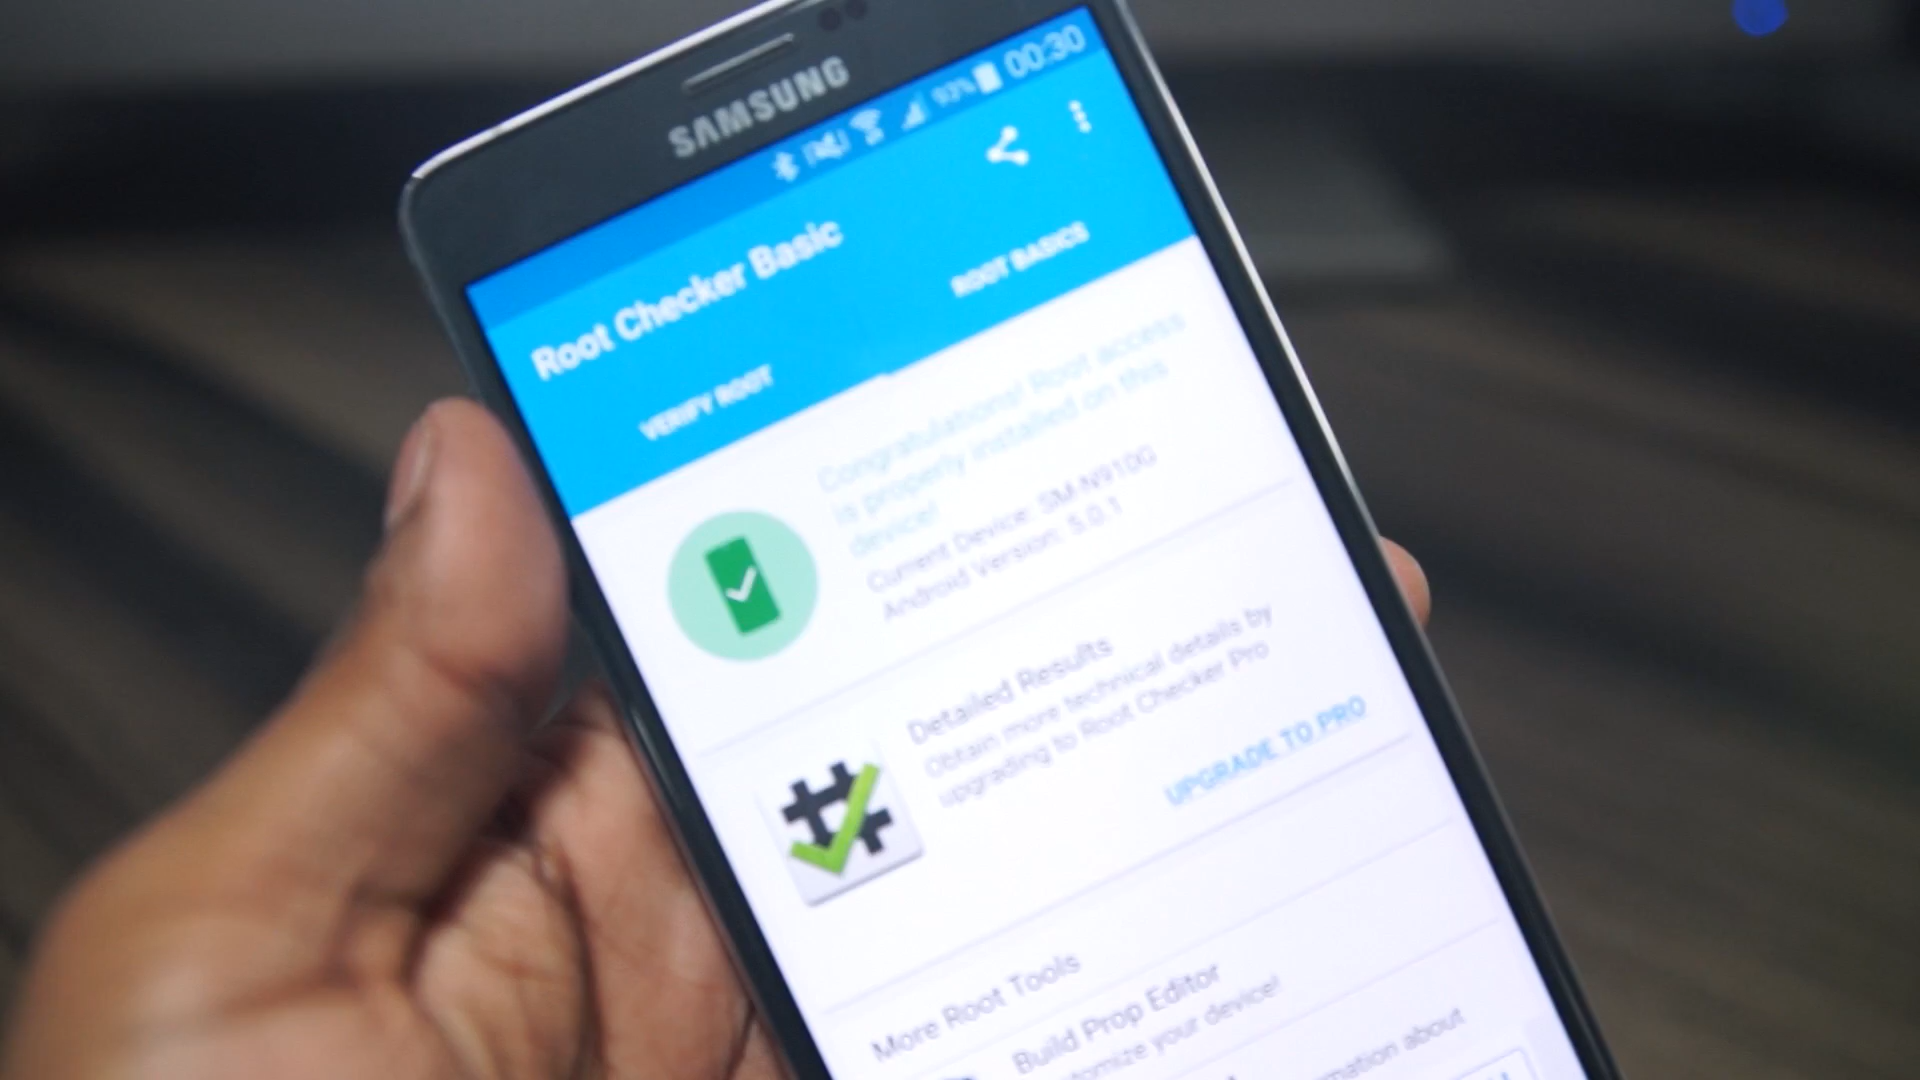 SAMSUNG
93% 00:30
Root Checker Basic
VERIFY ROOT
ROOT BASICS
Congratulations! Root access
is properly installed on this
device!
Current Device: SM-N910G
Android Version: 5.0.1
Detailed Results
Obtain more technical details by
upgrading to Root Checker Pro
UPGRADE TO PRO
More Root Tools
Build Prop Editor
your device!
about